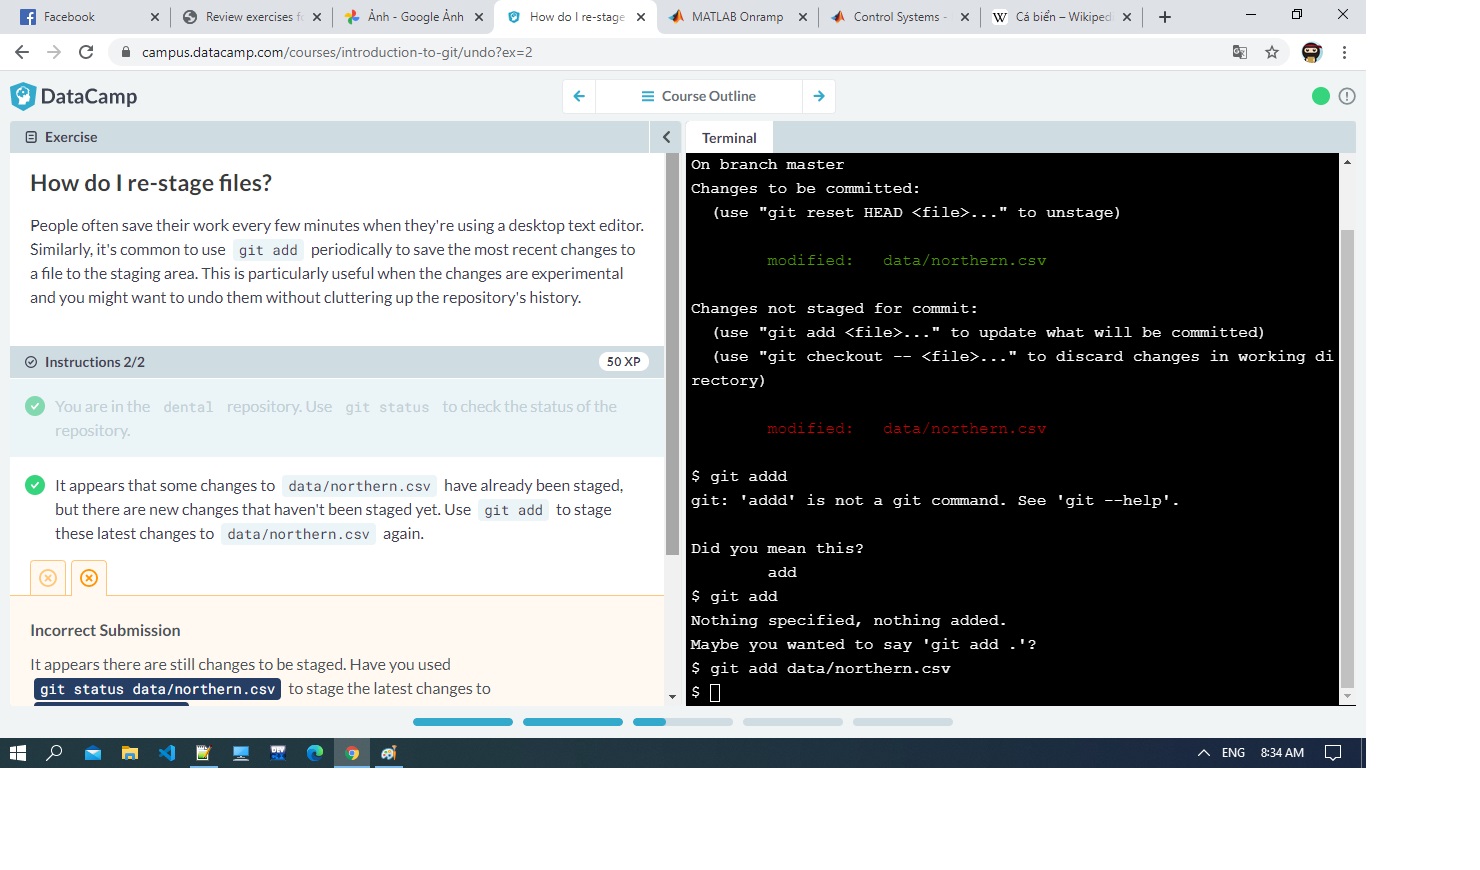 Facebook
Review exercises f
Ảnh - Google Ảnh
How do I re-stage
MATLAB Onramp
Control Systems -
W Cá biển – Wikiped
campus.datacamp.com/courses/introduction-to-git/undo?ex=2
DataCamp
Course Outline
Exercise
How do I re-stage files?
People often save their work every few minutes when they're using a desktop text editor.
Similarly, it's common to use git add periodically to save the most recent changes to
a file to the staging area. This is particularly useful when the changes are experimental
and you might want to undo them without cluttering up the repository's history.
Instructions 2/2
50 XP
You are in the dental repository. Use git status to check the status of the
repository.
It appears that some changes to data/northern.csv have already been staged,
but there are new changes that haven't been staged yet. Use git add to stage
these latest changes to data/northern.csv again.
Incorrect Submission
It appears there are still changes to be staged. Have you used
git status data/northern.csv to stage the latest changes to
Terminal
On branch master
Changes to be committed:
(use "git reset HEAD <file>..." to unstage)
modified: data/northern.csv
Changes not staged for commit:
(use "git add <file>..." to update what will be committed)
(use "git checkout -- <file>..." to discard changes in working di
rectory)
modified: data/northern.csv
$ git addd
git: 'addd' is not a git command. See 'git --help'.
Did you mean this?
add
$ git add
Nothing specified, nothing added.
Maybe you wanted to say 'git add .'?
$ git add data/northern.csv
$
DEV
ENG
8:34 AM